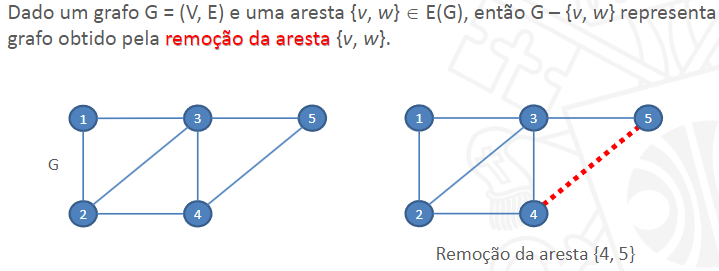 Dado um grafo G = (V, E) e uma aresta {v, w} ∈ E(G), então G – {v, w} representa
grafo obtido pela remoção da aresta {v, w}.
1 3 5 1 3 5
G
2 4 2 4
Remoção da aresta {4, 5}